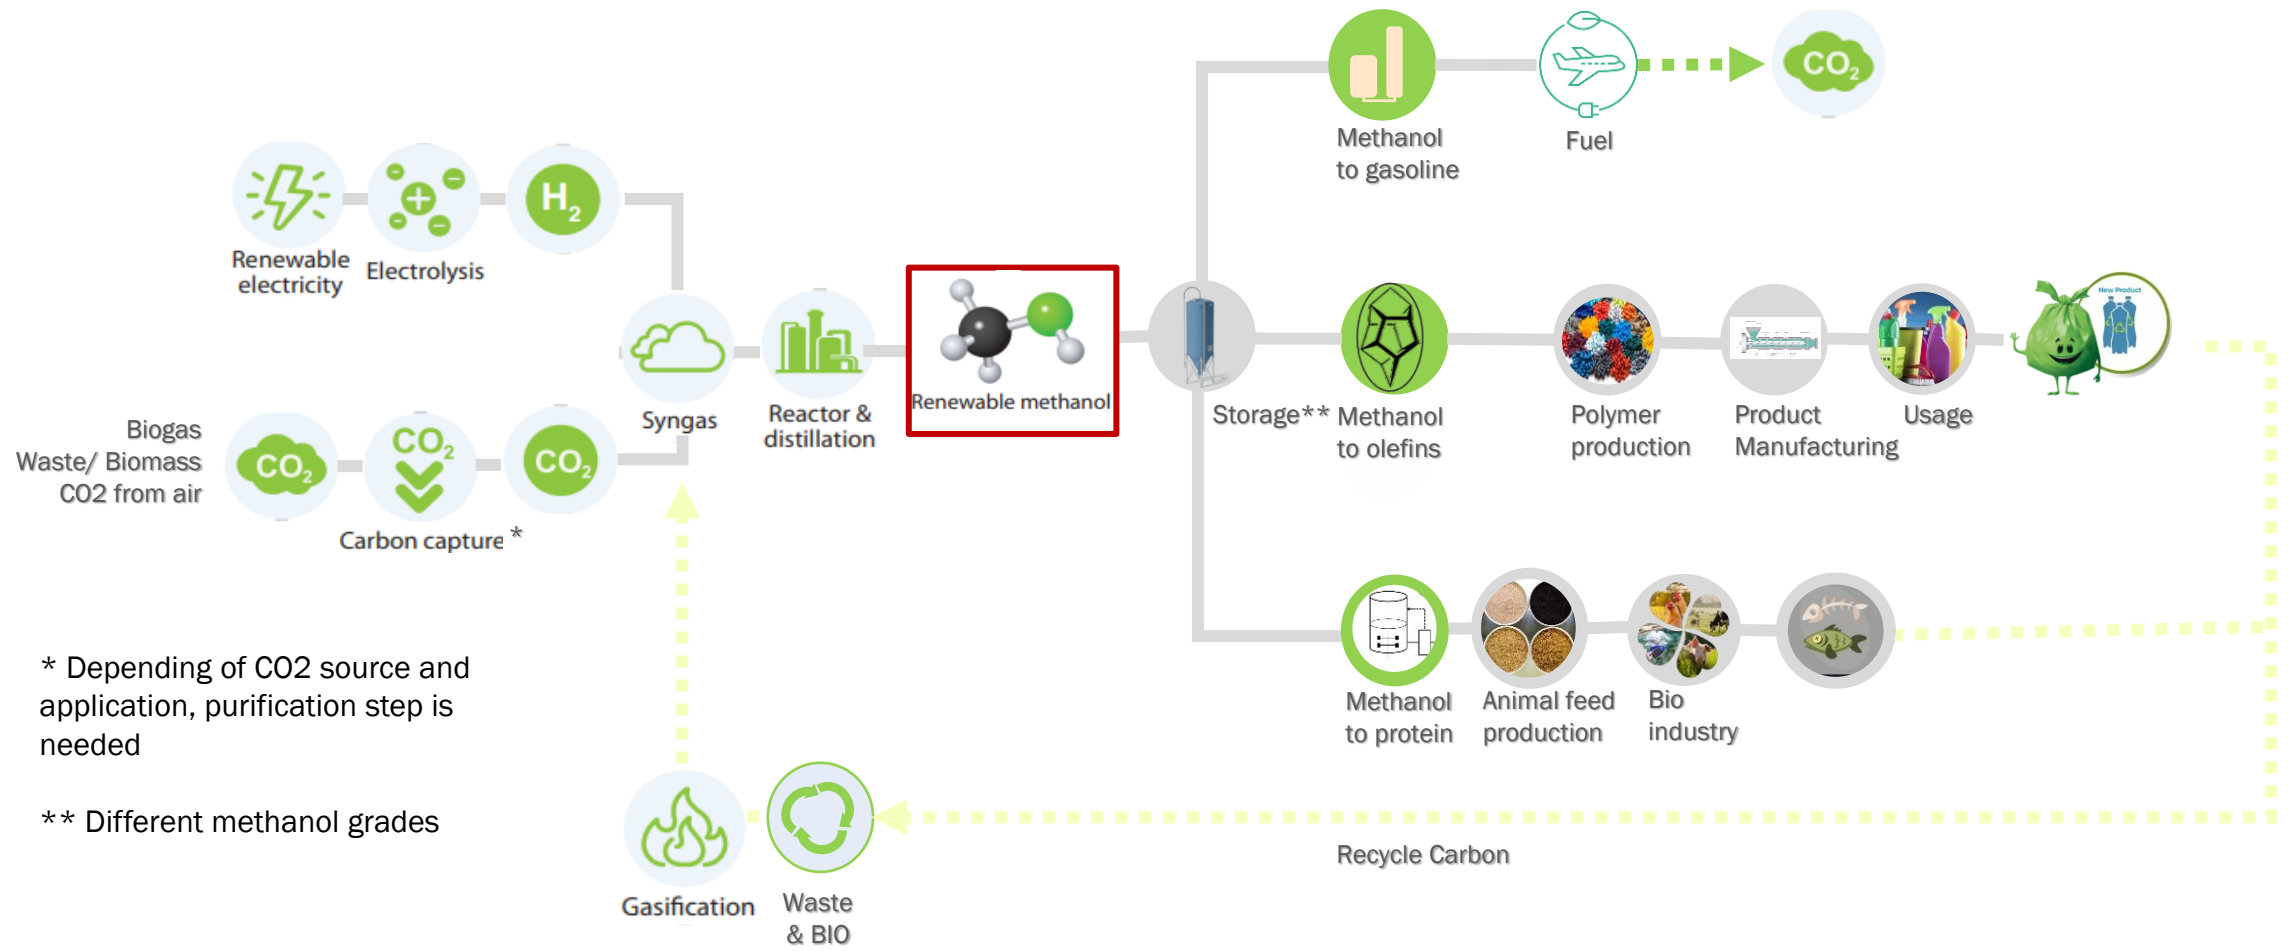 CO2
Methanol
to gasoline
Fuel
H2
Renewable
electricity
Electrolysis
New Product
Syngas
Reactor &
distillation
Renewable methanol
Storage**
Methanol
to olefins
Polymer
production
Product
Manufacturing
Usage
Biogas
Waste/ Biomass
CO2 from air
CO2
CO2
CO2
Carbon capture *
* Depending of CO2 source and
application, purification step is
needed
** Different methanol grades
Methanol
to protein
Animal feed
production
Bio
industry
Recycle Carbon
Gasification
Waste
& BIO